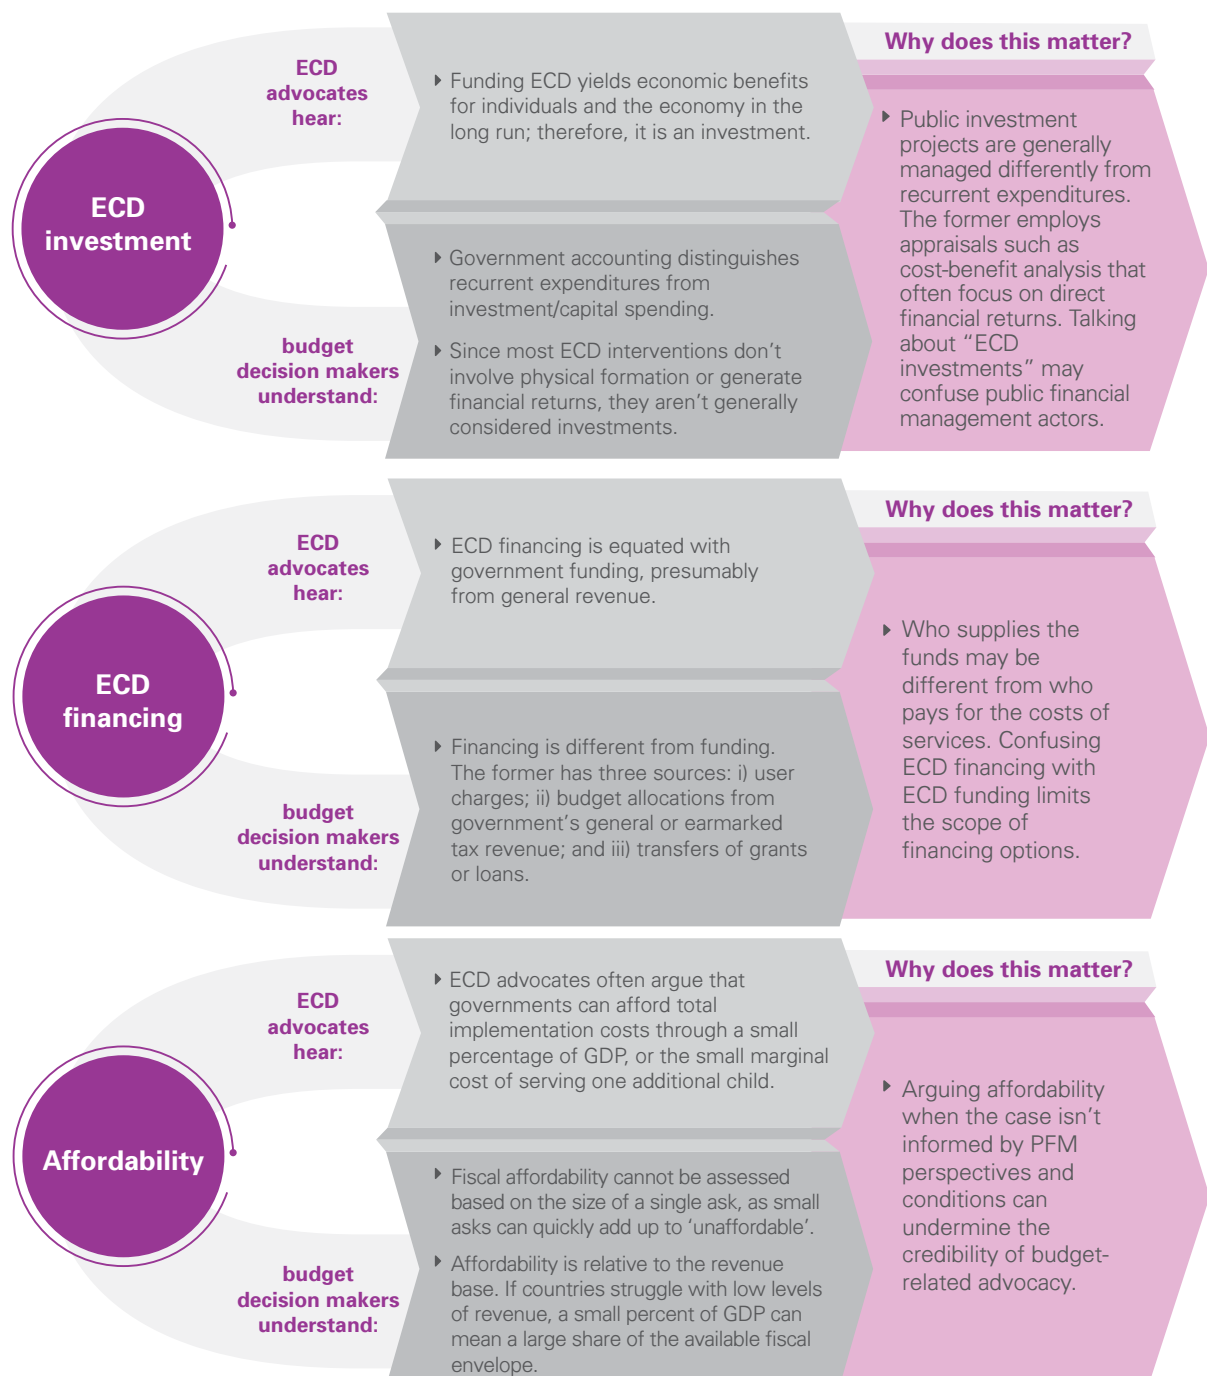 ECD
investment
ECD
advocates
hear:
Funding ECD yields economic benefits
for individuals and the economy in the
long run; therefore, it is an investment.
budget
decision makers
understand:
Government accounting distinguishes
recurrent expenditures from
investment/capital spending.
Since most ECD interventions don’t
involve physical formation or generate
financial returns, they aren’t generally
considered investments.
Why does this matter?
Public investment
projects are generally
managed differently from
recurrent expenditures.
The former employs
appraisals such as
cost-benefit analysis that
often focus on direct
financial returns. Talking
about “ECD
investments” may
confuse public financial
management actors.
ECD
financing
ECD
advocates
hear:
ECD financing is equated with
government funding, presumably
from general revenue.
budget
decision makers
understand:
Financing is different from funding.
The former has three sources: i) user
charges; ii) budget allocations from
government’s general or earmarked
tax revenue; and iii) transfers of grants
or loans.
Why does this matter?
Who supplies the
funds may be
different from who
pays for the costs of
services. Confusing
ECD financing with
ECD funding limits
the scope of
financing options.
Affordability
ECD
advocates
hear:
ECD advocates often argue that
governments can afford total
implementation costs through a small
percentage of GDP, or the small marginal
cost of serving one additional child.
budget
decision makers
understand:
Fiscal affordability cannot be assessed
based on the size of a single ask, as small
asks can quickly add up to ‘unaffordable’.
Affordability is relative to the revenue
base. If countries struggle with low levels
of revenue, a small percent of GDP can
mean a large share of the available fiscal
envelope.
Why does this matter?
Arguing affordability
when the case isn’t
informed by PFM
perspectives and
conditions can
undermine the
credibility of budget-
related advocacy.